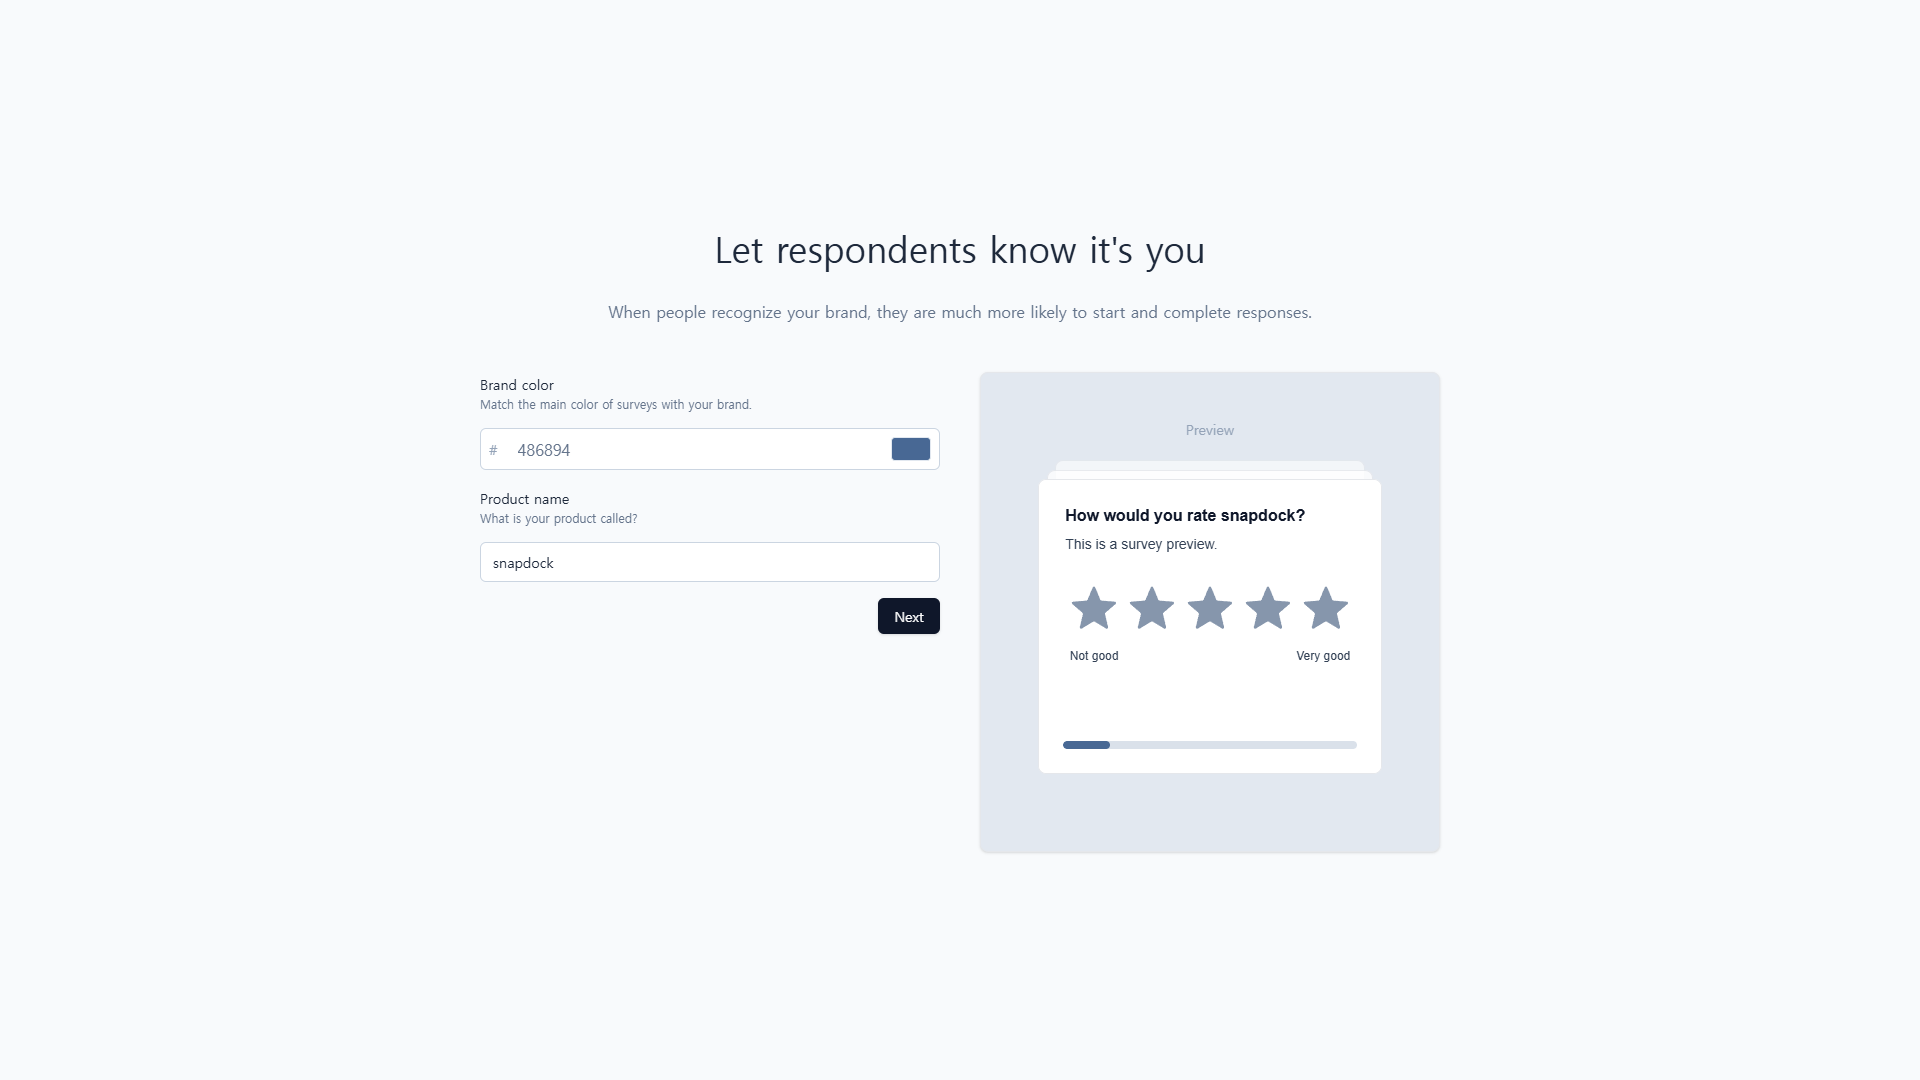 Let respondents know it's you
When people recognize your brand, they are much more likely to start and complete responses.
Brand color
Match the main color of surveys with your brand.
# 486894
Product name
What is your product called?
snapdock
Next
Preview
How would you rate snapdock?
This is a survey preview.
Not good
Very good